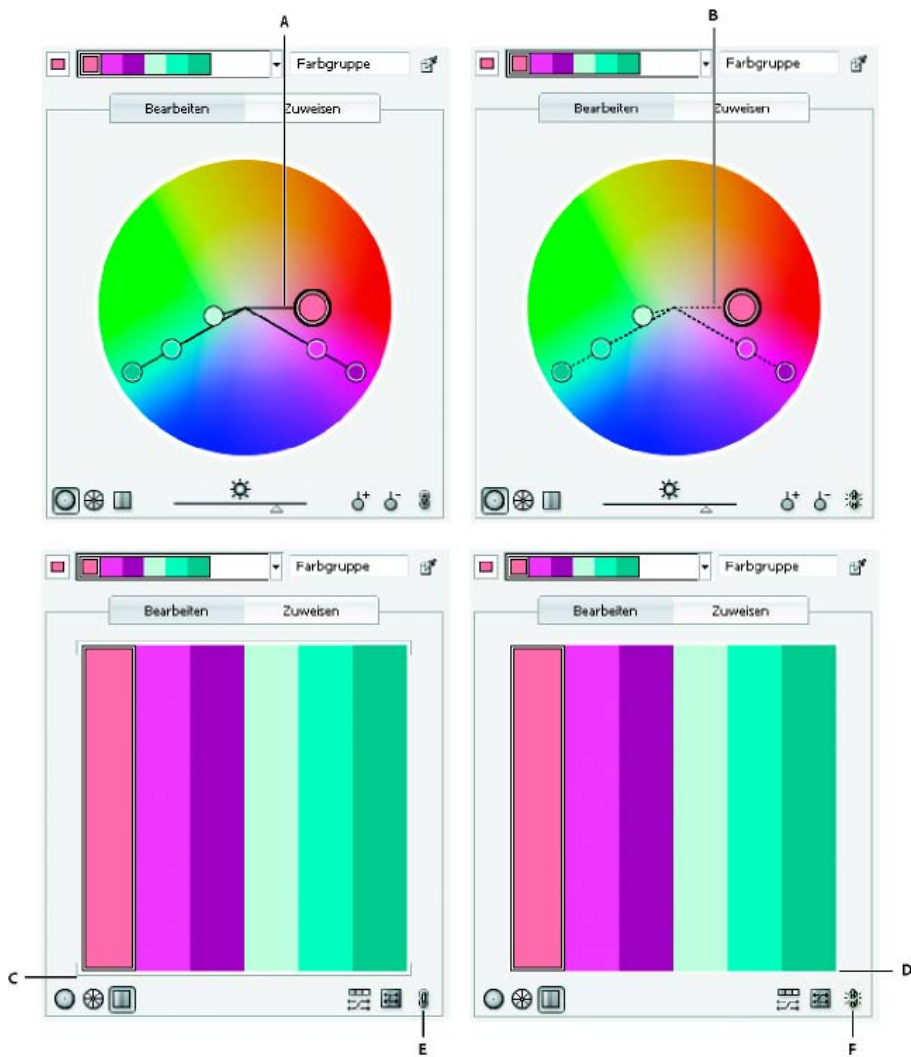 A
B
Farbgruppe
Farbgruppe
Bearbeiten Zuweisen
Bearbeiten Zuweisen
Farbgruppe
Farbgruppe
Bearbeiten Zuweisen
Bearbeiten Zuweisen
C
D
E
F